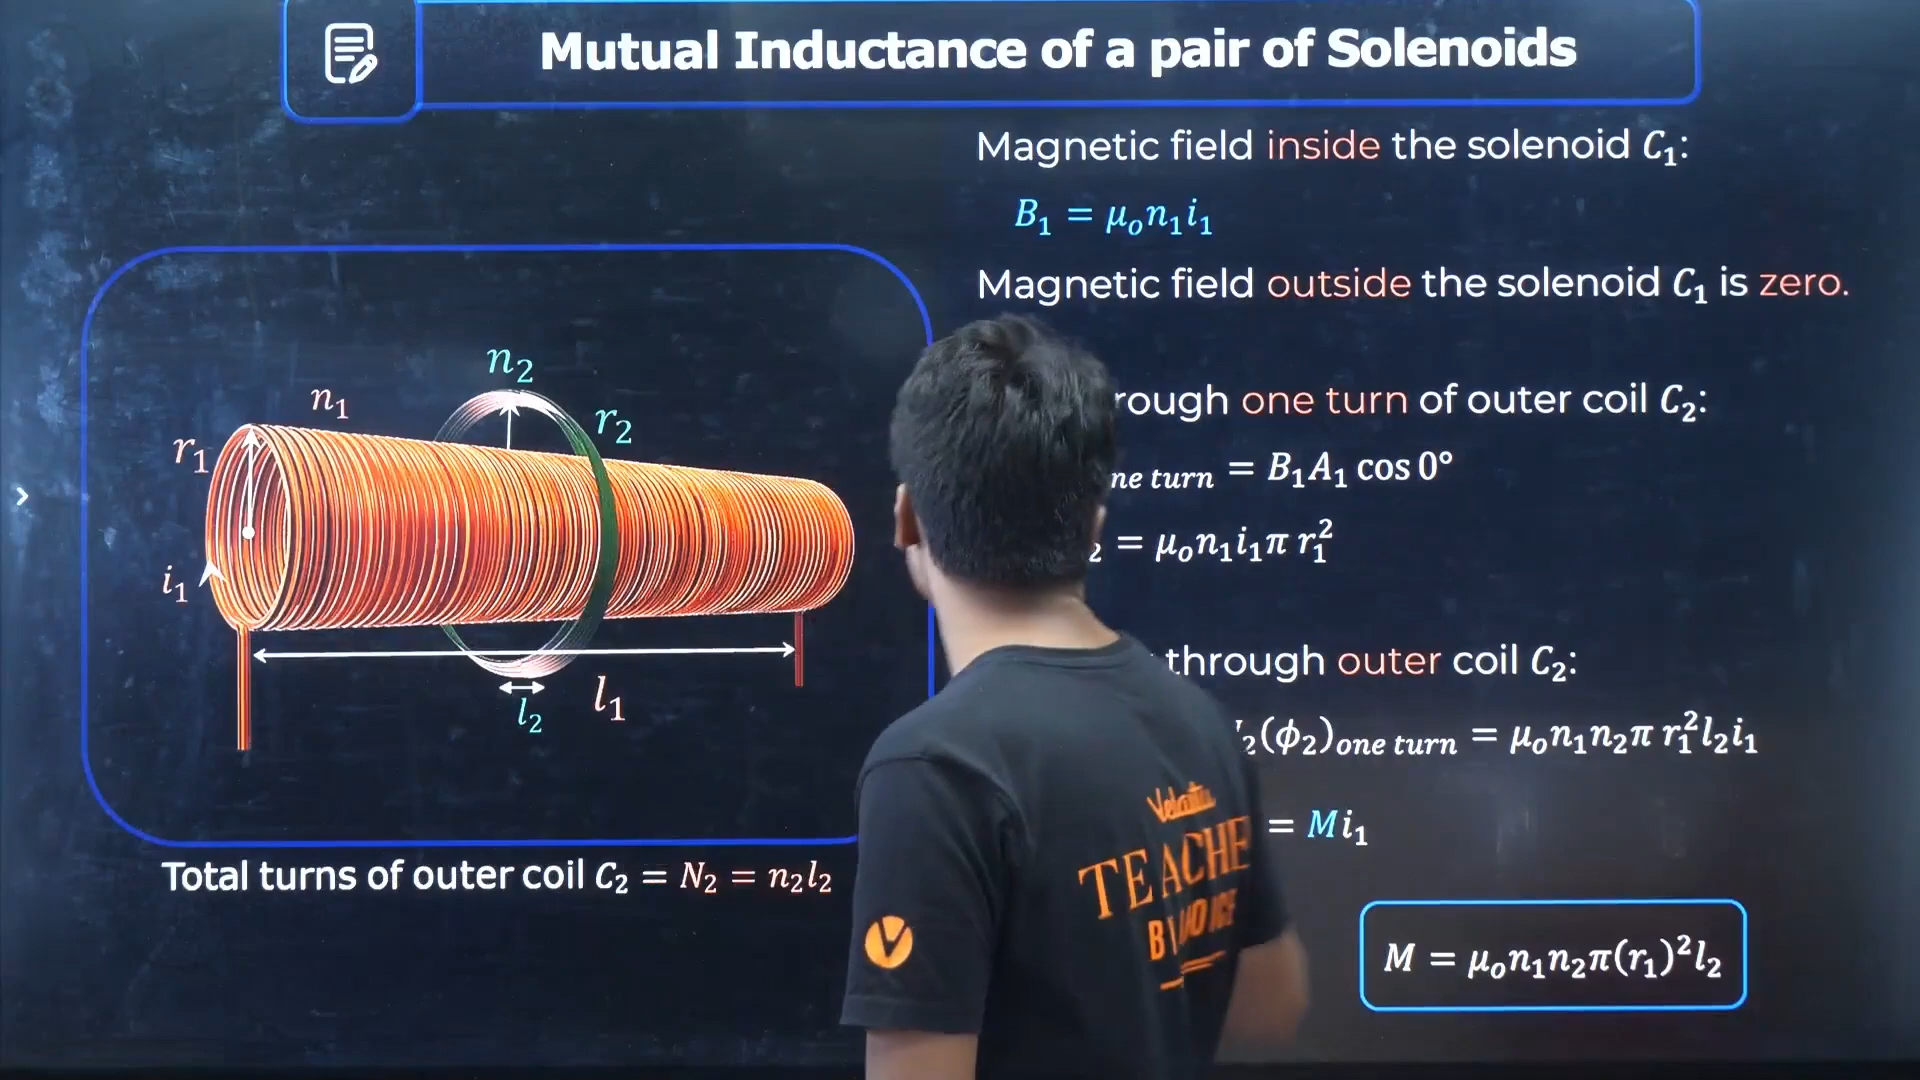 Mutual Inductance of a pair of Solenoids
Magnetic field inside the solenoid C₁:
B₁ = μₒn₁i₁
Magnetic field outside the solenoid C₁ is zero.
one turn of outer coil C₂:
turn = B₁A₁ cos 0°
₂ = μₒn₁i₁π r₁²
through outer coil C₂:
(ϕ₂)one turn = μₒn₁n₂π r₁²l₂i₁
= Mi₁
M = μₒn₁n₂π(r₁)²l₂
n₂
n₁
r₂
r₁
i₁
l₁
l₂
Total turns of outer coil C₂ = N₂ = n₂l₂
TEACHE